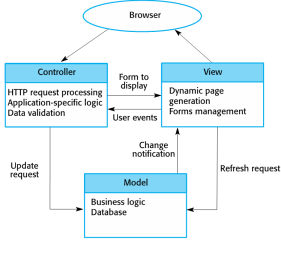 Browser
Controller
HTTP request processing
Application-specific logic
Data validation
Form to
display
User events
View
Dynamic page
generation
Forms management
Update
request
Change
notification
Refresh request
Model
Business logic
Database